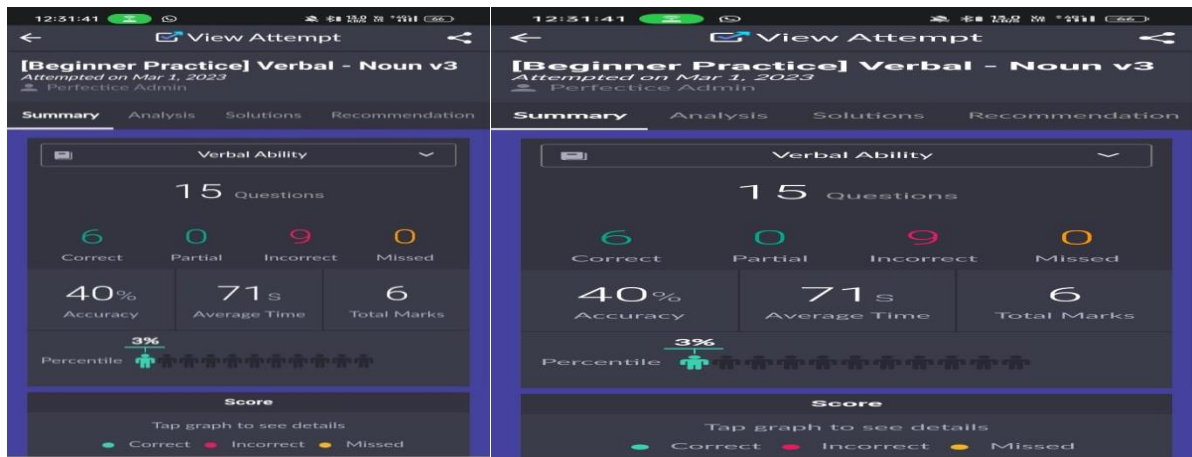 12:31:41 66
View Attempt
[Beginner Practice] Verbal - Noun v3
Attempted on Mar 1, 2023
Perfectice Admin
Summary Analysis Solutions Recommendation
Verbal Ability
15 Questions
6 0 9 0
Correct Partial Incorrect Missed
40% 71s 6
Accuracy Average Time Total Marks
3%
Percentile
Score
Tap graph to see details
Correct Incorrect Missed
12:31:41 66
View Attempt
[Beginner Practice] Verbal - Noun v3
Attempted on Mar 1, 2023
Perfectice Admin
Summary Analysis Solutions Recommendation
Verbal Ability
15 Questions
6 0 9 0
Correct Partial Incorrect Missed
40% 71s 6
Accuracy Average Time Total Marks
3%
Percentile
Score
Tap graph to see details
Correct Incorrect Missed